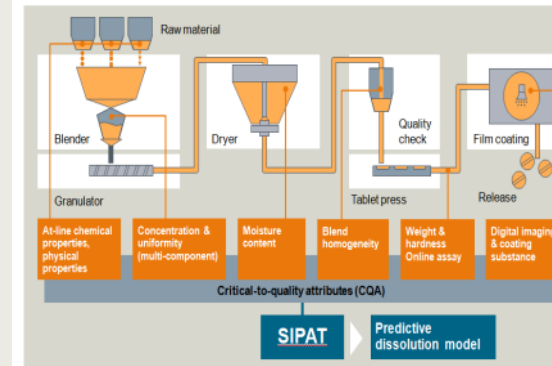 Raw material
Blender
Dryer
Quality
check
Film coating
Granulator
Tablet press
Release
At-line chemical
properties,
physical
properties
Concentration &
uniformity
(multi-component)
Moisture
content
Blend
homogeneity
Weight &
hardness
Online assay
Digital imaging
& coating
substance
Critical-to-quality attributes (CQA)
SIPAT
Predictive
dissolution model